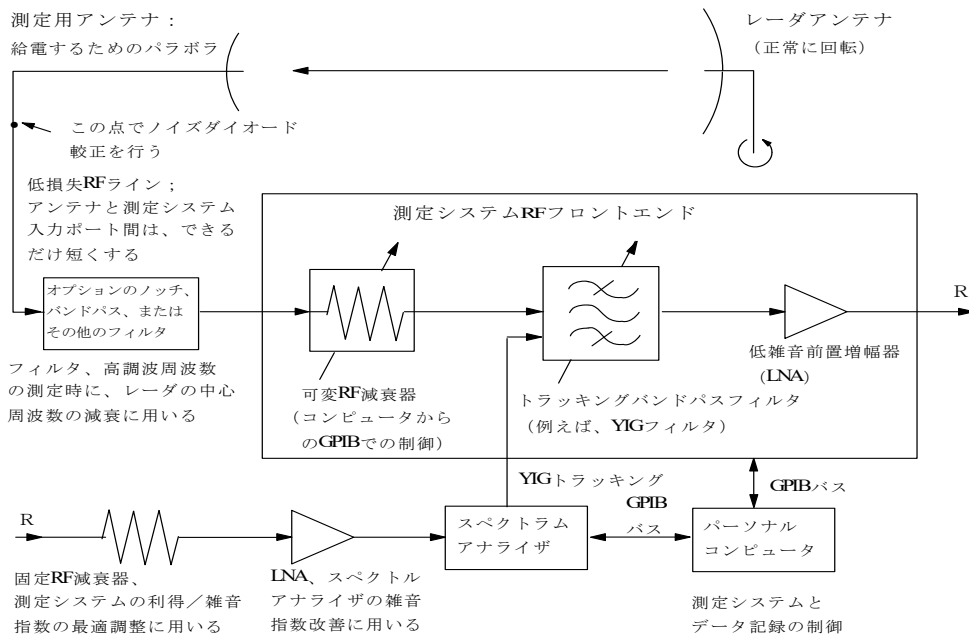 測定用アンテナ：
給電するためのパラボラ
レーダアンテナ
（正常に回転）
この点でノイズダイオード
較正を行う
低損失RFライン；
アンテナと測定システム
入力ポート間は、できる
だけ短くする
測定システムRFフロントエンド
オプションのノッチ、
バンドパス、または
その他のフィルタ
フィルタ、高調波周波数
の測定時に、レーダの中心
周波数の減衰に用いる
可変RF減衰器
（コンピュータから
のGPIBでの制御）
トラッキングバンドパスフィルタ
（例えば、YIGフィルタ）
低雑音前置増幅器
(LNA)
R
YIGトラッキング
GPIB
バス
GPIBバス
R
スペクトラム
アナライザ
パーソナル
コンピュータ
固定RF減衰器、
測定システムの利得／雑音
指数の最適調整に用いる
LNA、スペクトル
アナライザの雑音
指数改善に用いる
測定システムと
データ記録の制御